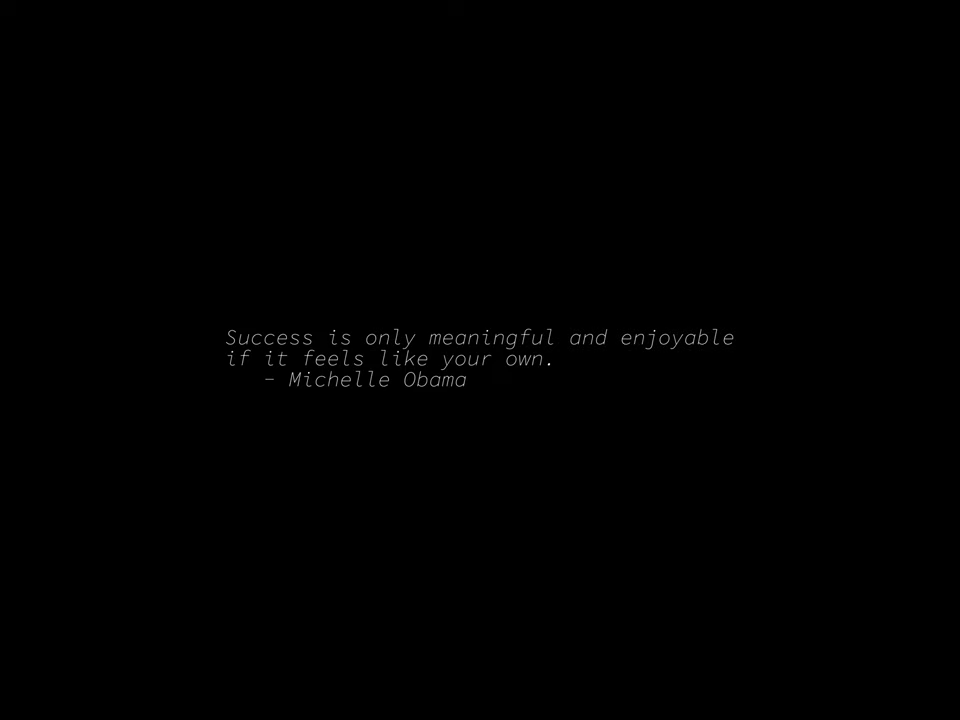 Success is only meaningful and enjoyable
if it feels like your own.
- Michelle Obama